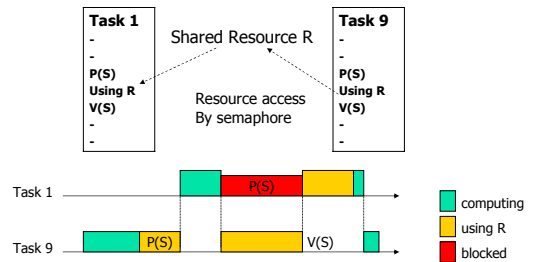 Task 1
-
-
P(S)
Using R
V(S)
-
-
Shared Resource R
Resource access
By semaphore
Task 9
-
-
P(S)
Using R
V(S)
-
-
Task 1
P(S)
Task 9
P(S)
V(S)
computing
using R
blocked